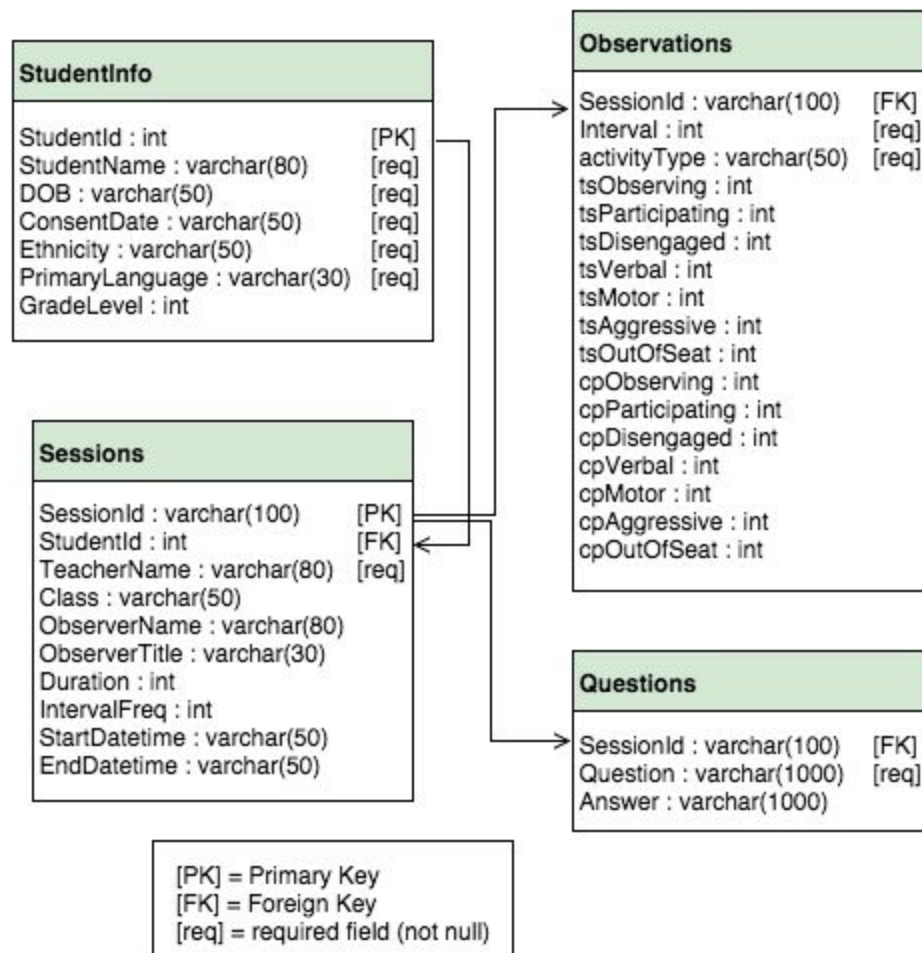 StudentInfo
StudentId : int [PK]
StudentName : varchar(80) [req]
DOB : varchar(50) [req]
ConsentDate : varchar(50) [req]
Ethnicity : varchar(50) [req]
PrimaryLanguage : varchar(30) [req]
GradeLevel : int
Sessions
SessionId : varchar(100) [PK]
StudentId : int [FK]
TeacherName : varchar(80) [req]
Class : varchar(50)
ObserverName : varchar(80)
ObserverTitle : varchar(30)
Duration : int
IntervalFreq : int
StartDatetime : varchar(50)
EndDatetime : varchar(50)
Observations
SessionId : varchar(100) [FK]
Interval : int [req]
activityType : varchar(50) [req]
tsObserving : int
tsParticipating : int
tsDisengaged : int
tsVerbal : int
tsMotor : int
tsAggressive : int
tsOutOfSeat : int
cpObserving : int
cpParticipating : int
cpDisengaged : int
cpVerbal : int
cpMotor : int
cpAggressive : int
cpOutOfSeat : int
Questions
SessionId : varchar(100) [FK]
Question : varchar(1000) [req]
Answer : varchar(1000)
[PK] = Primary Key
[FK] = Foreign Key
[req] = required field (not null)